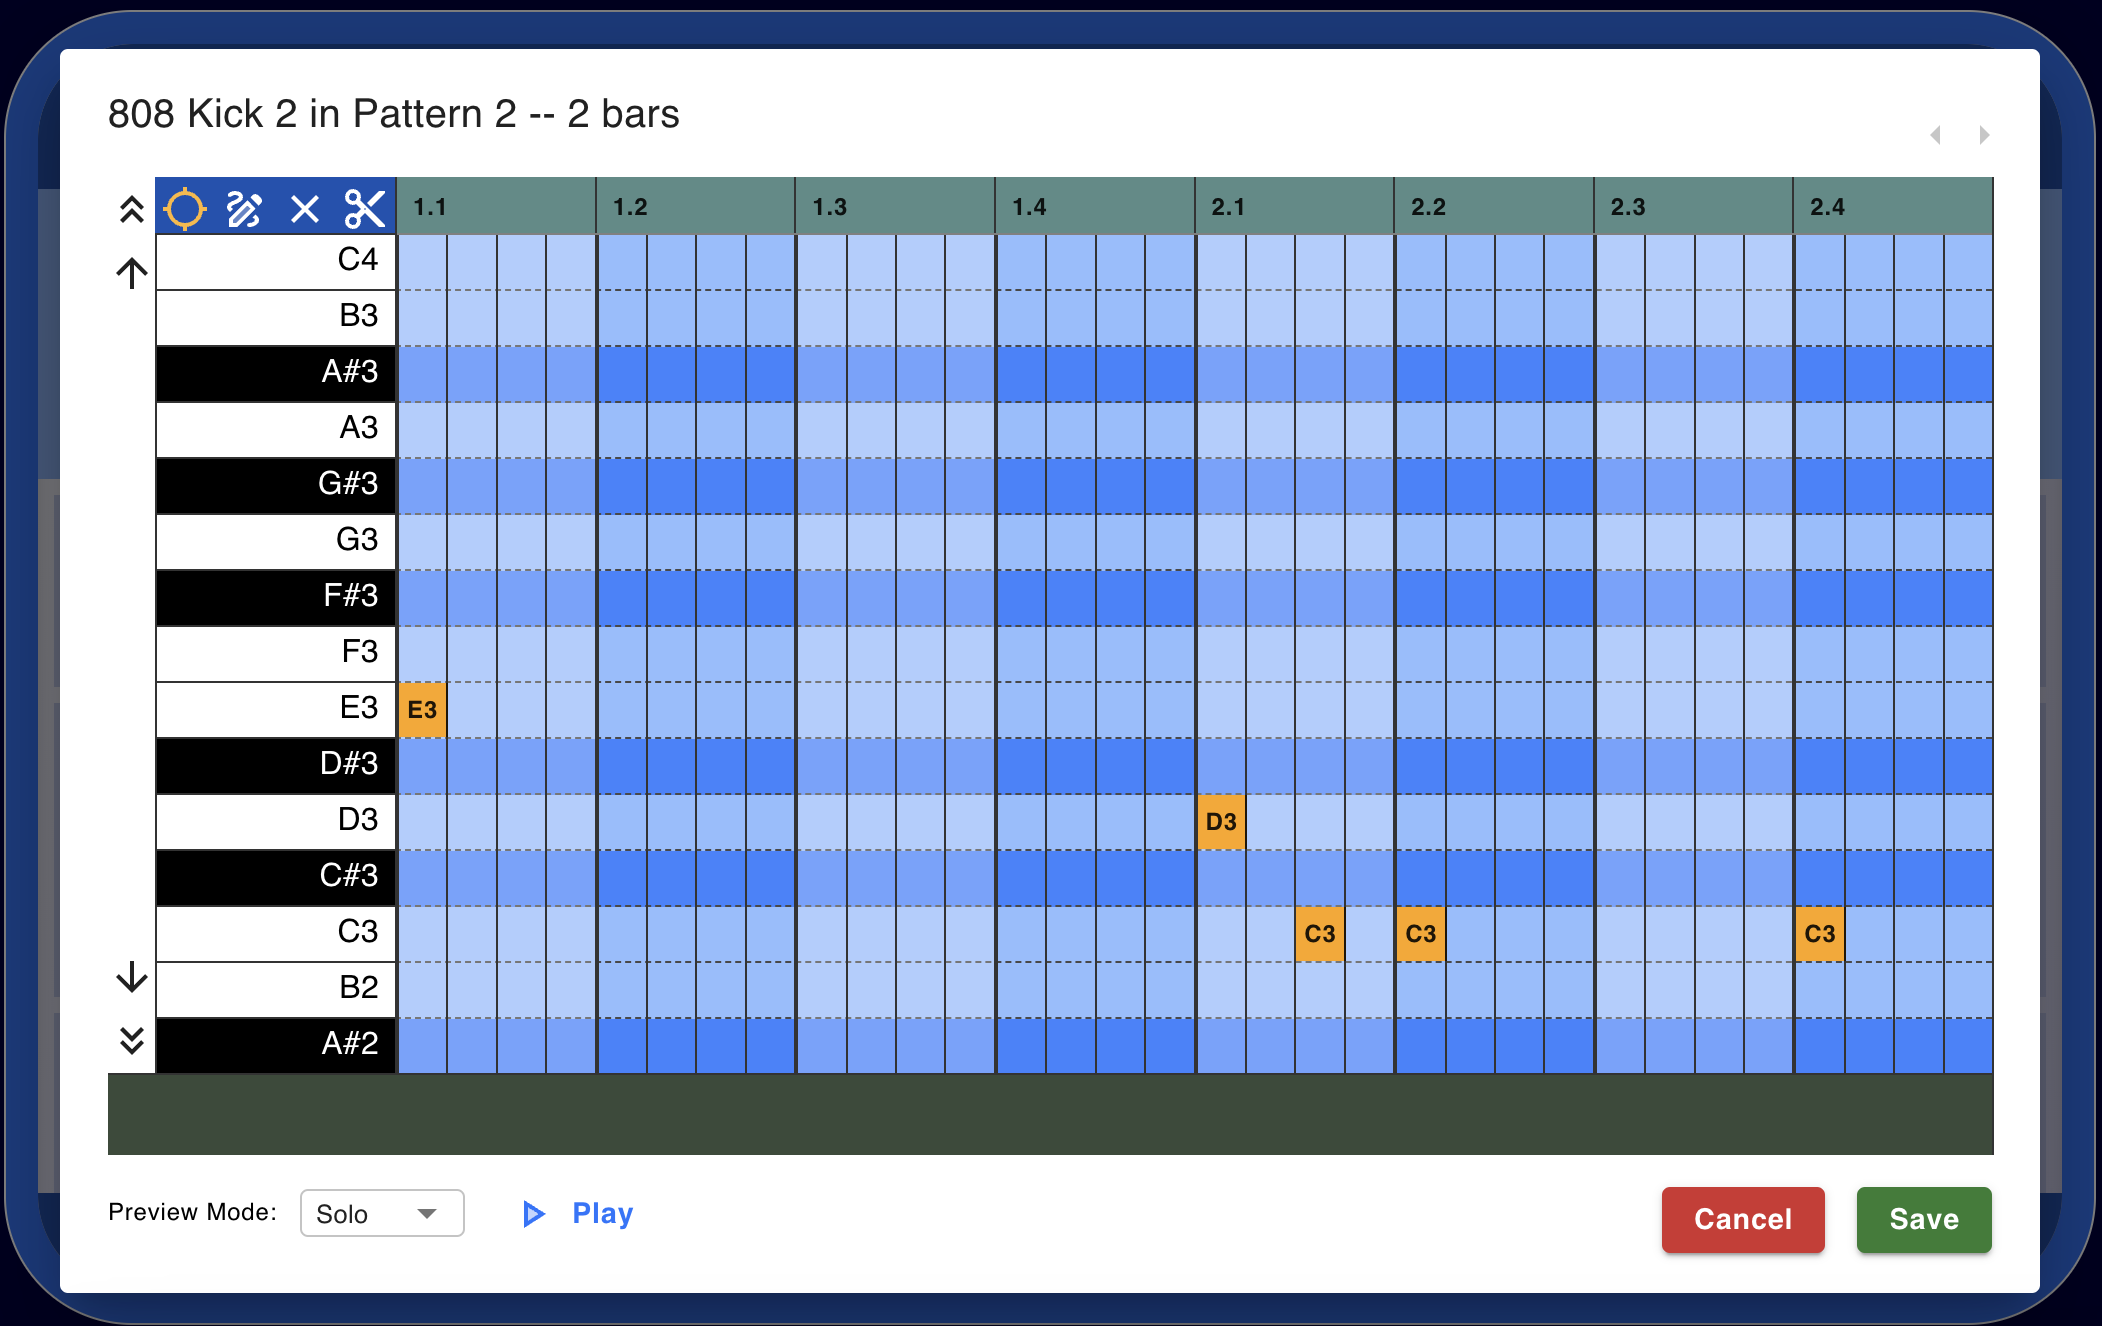 808 Kick 2 in Pattern 2 -- 2 bars
1.1 1.2 1.3 1.4 2.1 2.2 2.3 2.4
C4
B3
A#3
A3
G#3
G3
F#3
F3
E3 E3
D#3
D3 D3
C#3
C3 C3 C3 C3
B2
A#2
Preview Mode: Solo Play Cancel Save